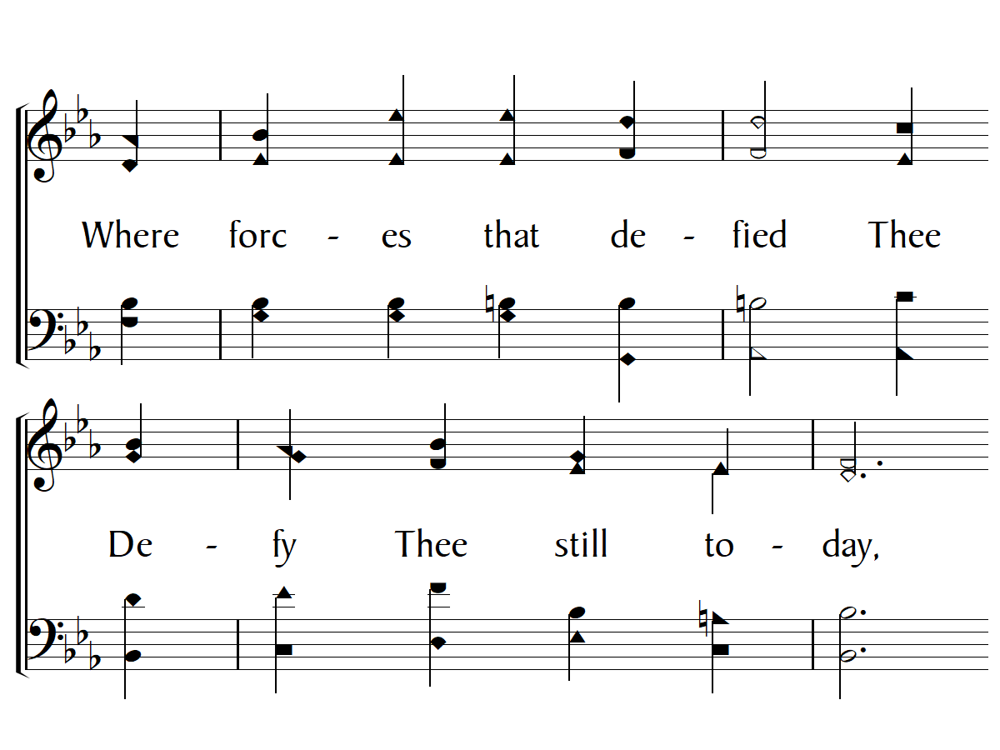 Where forc - es that de - fied Thee
De - fy Thee still to - day,